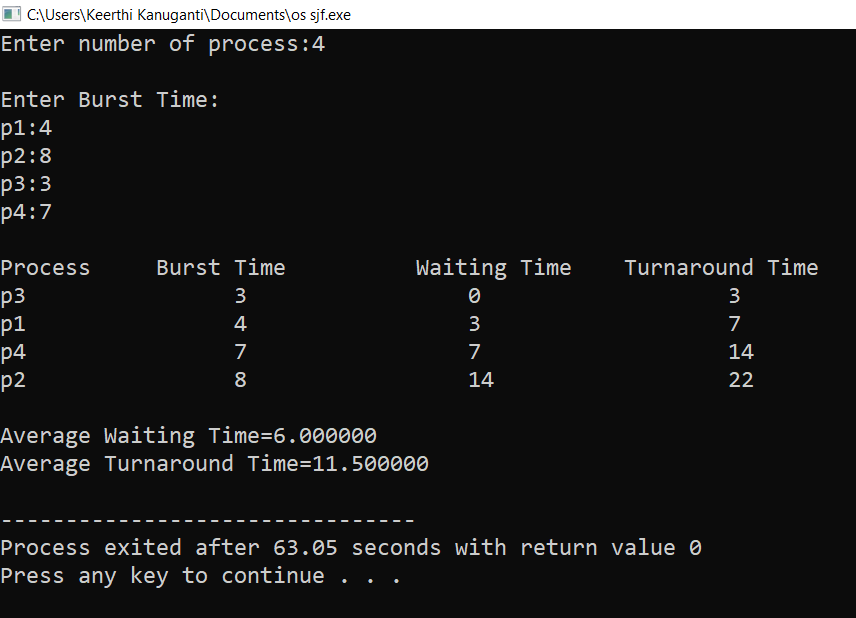 C:\Users\Keerthi Kanuganti\Documents\os sjf.exe
Enter number of process:4
Enter Burst Time:
p1:4
p2:8
p3:3
p4:7
Process Burst Time Waiting Time Turnaround Time
p3 3 0 3
p1 4 3 7
p4 7 7 14
p2 8 14 22
Average Waiting Time=6.000000
Average Turnaround Time=11.500000
--------------------------------
Process exited after 63.05 seconds with return value 0
Press any key to continue . . .